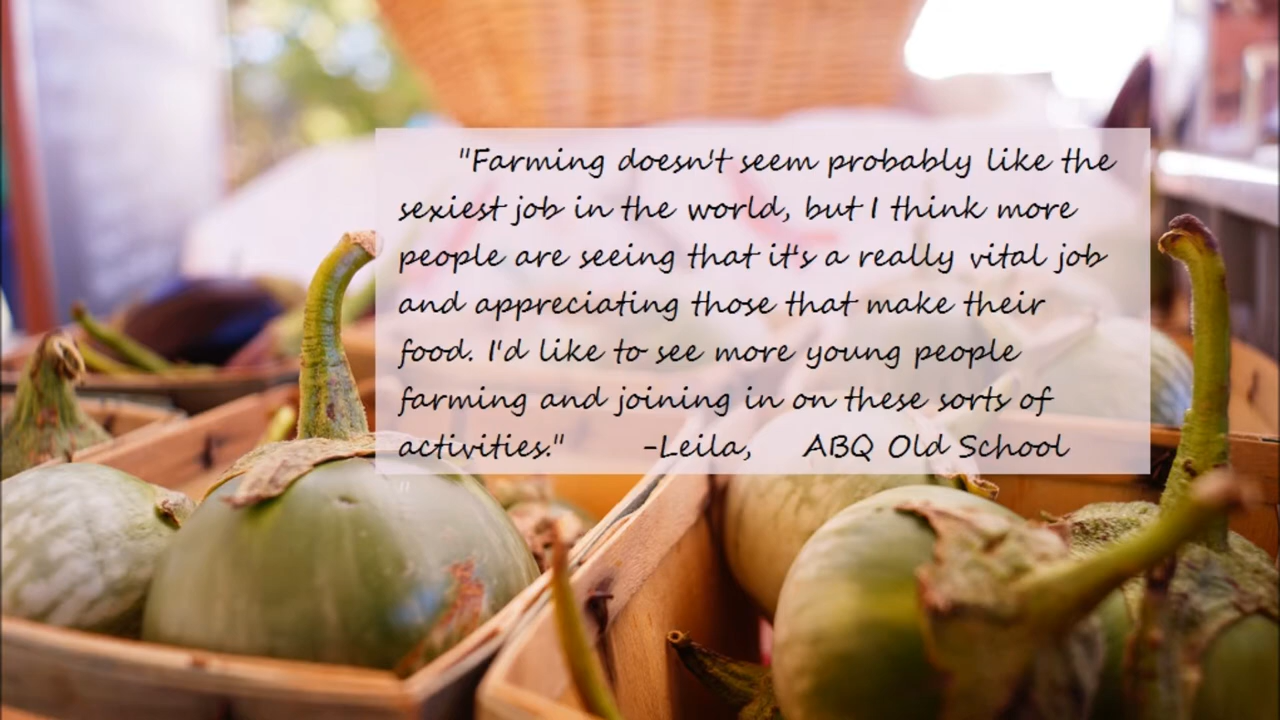 "Farming doesn't seem probably like the
sexiest job in the world, but I think more
people are seeing that it's a really vital job
and appreciating those that make their
food. I'd like to see more young people
farming and joining in on these sorts of
activities." -Leila, ABQ Old School
"